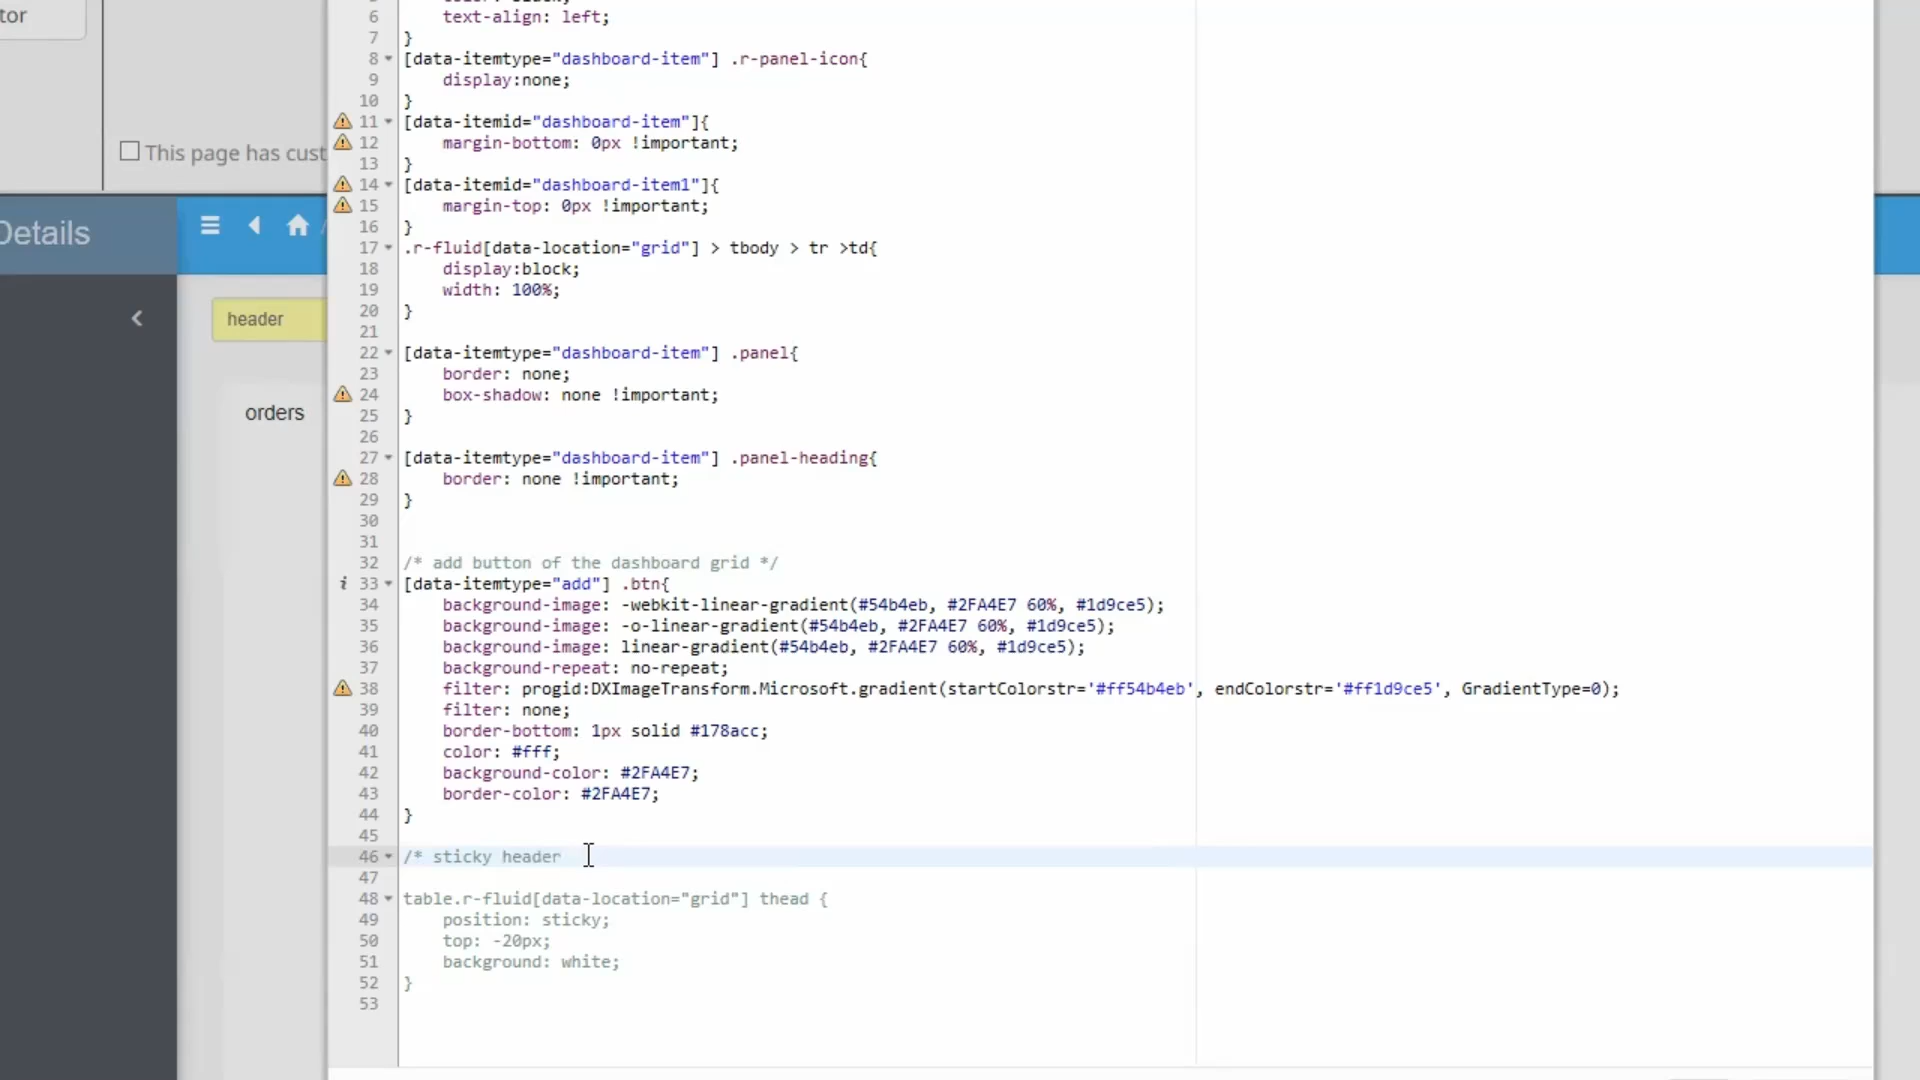 tor
This page has cust
Details
header
orders
6 text-align: left;
7 }
8 [data-itemtype="dashboard-item"] .r-panel-icon{
9 display:none;
10 }
11 [data-itemid="dashboard-item"]{
12 margin-bottom: 0px !important;
13 }
14 [data-itemid="dashboard-item1"]{
15 margin-top: 0px !important;
16 }
17 .r-fluid[data-location="grid"] > tbody > tr >td{
18 display:block;
19 width: 100%;
20 }
21
22 [data-itemtype="dashboard-item"] .panel{
23 border: none;
24 box-shadow: none !important;
25 }
26
27 [data-itemtype="dashboard-item"] .panel-heading{
28 border: none !important;
29 }
30
31
32 /* add button of the dashboard grid */
33 [data-itemtype="add"] .btn{
34 background-image: -webkit-linear-gradient(#54b4eb, #2FA4E7 60%, #1d9ce5);
35 background-image: -o-linear-gradient(#54b4eb, #2FA4E7 60%, #1d9ce5);
36 background-image: linear-gradient(#54b4eb, #2FA4E7 60%, #1d9ce5);
37 background-repeat: no-repeat;
38 filter: progid:DXImageTransform.Microsoft.gradient(startColorstr='#ff54b4eb', endColorstr='#ff1d9ce5', GradientType=0);
39 filter: none;
40 border-bottom: 1px solid #178acc;
41 color: #fff;
42 background-color: #2FA4E7;
43 border-color: #2FA4E7;
44 }
45
46 /* sticky header
47
48 table.r-fluid[data-location="grid"] thead {
49 position: sticky;
50 top: -20px;
51 background: white;
52 }
53